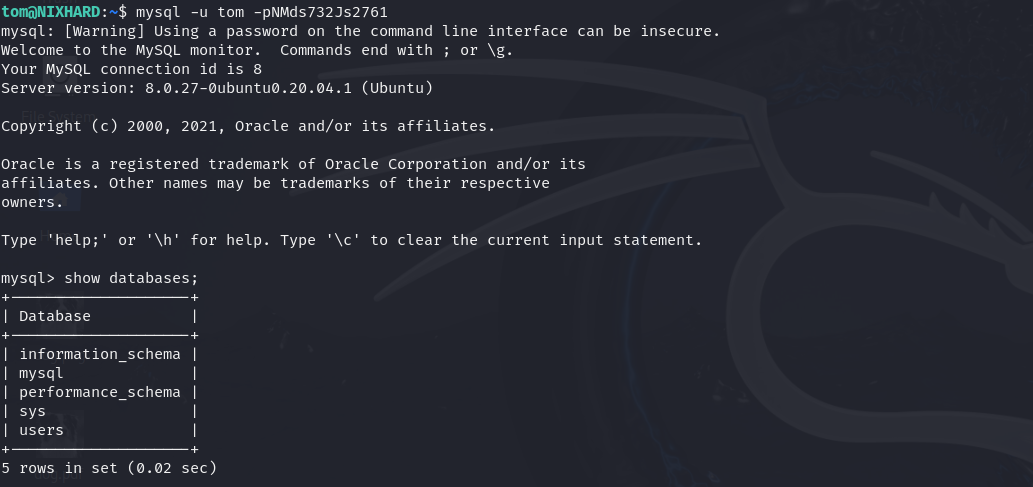 tom@NIXHARD:~$ mysql -u tom -pNMds732Js2761
mysql: [Warning] Using a password on the command line interface can be insecure.
Welcome to the MySQL monitor.  Commands end with ; or \g.
Your MySQL connection id is 8
Server version: 8.0.27-0ubuntu0.20.04.1 (Ubuntu)
Copyright (c) 2000, 2021, Oracle and/or its affiliates.
Oracle is a registered trademark of Oracle Corporation and/or its
affiliates. Other names may be trademarks of their respective
owners.
Type 'help;' or '\h' for help. Type '\c' to clear the current input statement.
mysql> show databases;
+--------------------+
| Database           |
+--------------------+
| information_schema |
| mysql              |
| performance_schema |
| sys                |
| users              |
+--------------------+
5 rows in set (0.02 sec)